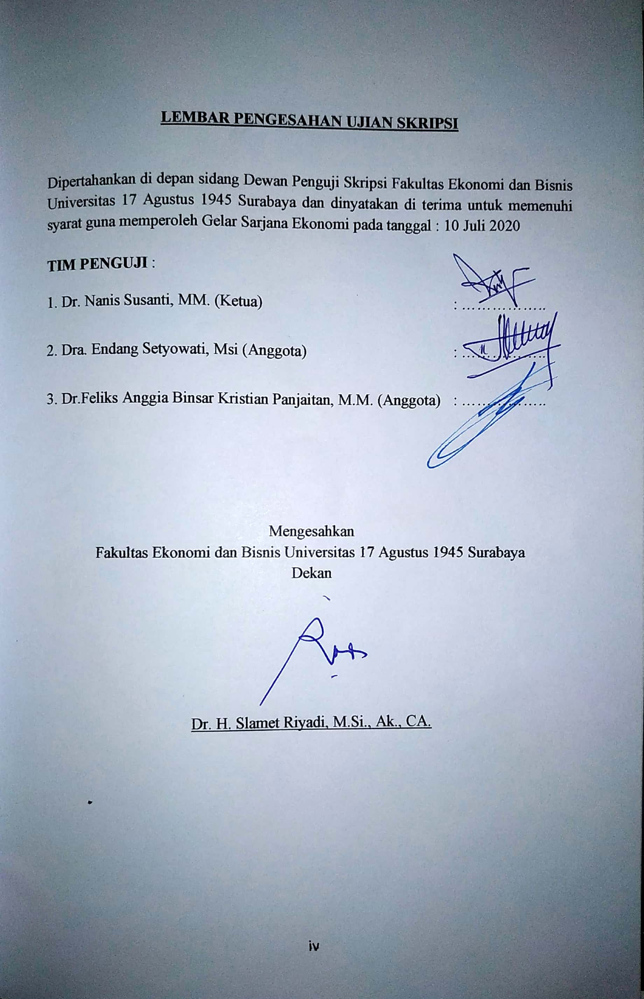 LEMBAR PENGESAHAN UJIAN SKRIPSI
Dipertahankan di depan sidang Dewan Penguji Skripsi Fakultas Ekonomi dan Bisnis
Universitas 17 Agustus 1945 Surabaya dan dinyatakan di terima untuk memenuhi
syarat guna memperoleh Gelar Sarjana Ekonomi pada tanggal : 10 Juli 2020
TIM PENGUJI :
1. Dr. Nanis Susanti, MM. (Ketua) : .................
2. Dra. Endang Setyowati, Msi (Anggota) : .................
3. Dr.Feliks Anggia Binsar Kristian Panjaitan, M.M. (Anggota) : .................
Mengesahkan
Fakultas Ekonomi dan Bisnis Universitas 17 Agustus 1945 Surabaya
Dekan
Dr. H. Slamet Riyadi, M.Si., Ak., CA.
iv